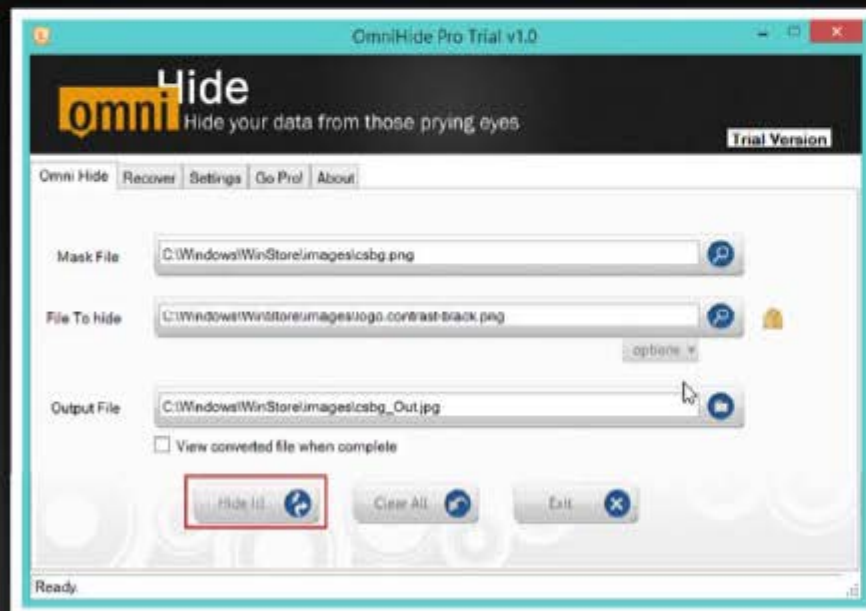 OmniHide Pro Trial v1.0
omni Hide
Hide your data from those prying eyes
Trial Version
Omni Hide Recover Settings Go Pro! About
Mask File C:\Windows\WinStore\images\csbg.png
File To hide C:\Windows\WinStore\images\logo.contrast-black.png
options
Output File C:\Windows\WinStore\images\csbg_Out.jpg
View converted file when complete
Hide It! Clear All Exit
Ready.